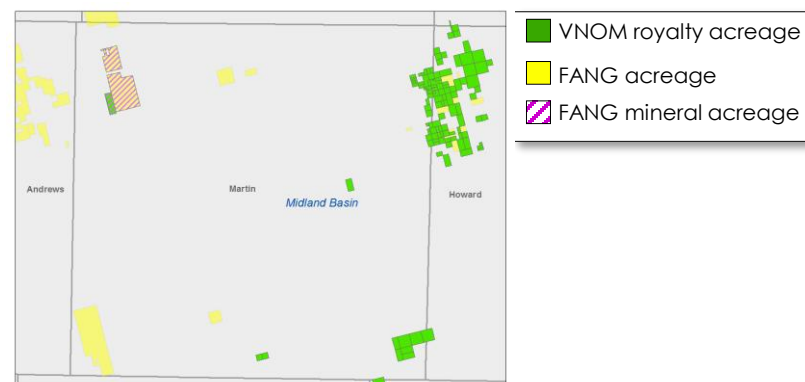 VNOM royalty acreage
FANG acreage
FANG mineral acreage
Andrews
Martin
Midland Basin
Howard